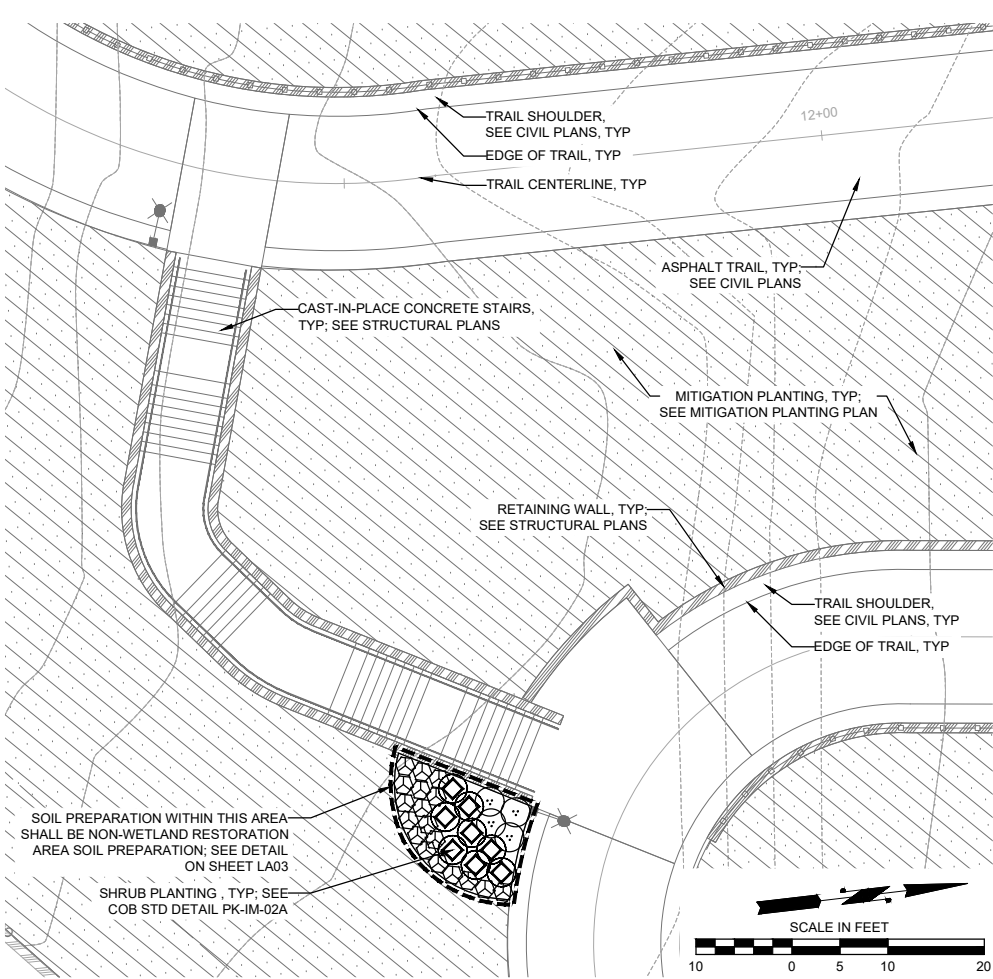 TRAIL SHOULDER,
SEE CIVIL PLANS, TYP
12+00
EDGE OF TRAIL, TYP
TRAIL CENTERLINE, TYP
ASPHALT TRAIL, TYP;
SEE CIVIL PLANS
CAST-IN-PLACE CONCRETE STAIRS,
TYP; SEE STRUCTURAL PLANS
MITIGATION PLANTING, TYP;
SEE MITIGATION PLANTING PLAN
RETAINING WALL, TYP;
SEE STRUCTURAL PLANS
TRAIL SHOULDER,
SEE CIVIL PLANS, TYP
EDGE OF TRAIL, TYP
SOIL PREPARATION WITHIN THIS AREA
SHALL BE NON-WETLAND RESTORATION
AREA SOIL PREPARATION; SEE DETAIL
ON SHEET LA03
SHRUB PLANTING , TYP; SEE
COB STD DETAIL PK-IM-02A
SCALE IN FEET
10 0 5 10 20